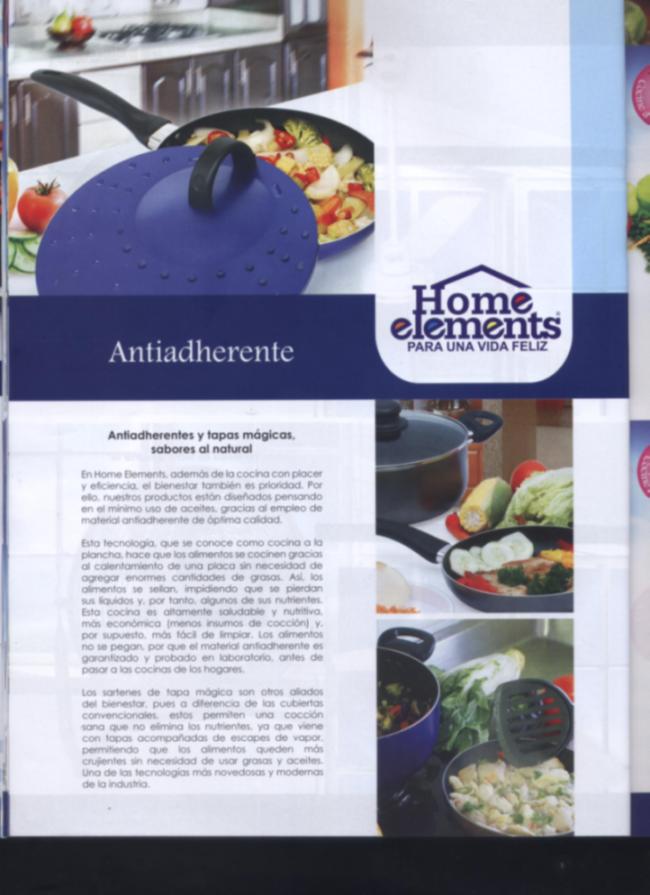 Home
elements
PARA UNA VIDA FELIZ
Antiadherente
Antiadherentes y tapas mágicas,
sabores al natural
En Home Elements, además de la cocina con placer
y eficiencia, el bienestar también es prioridad. Por
ello, nuestros productos están diseñados pensando
en el mínimo uso de aceites, gracias al empleo de
material antiadherente de óptima calidad.
Esta tecnología, que se conoce como cocina a la
plancha, hace que los alimentos se cocinen gracias
al calentamiento de una placa sin necesidad de
agregar enormes cantidades de grasas. Así, los
alimentos se sellan, impidiendo que se pierdan
sus líquidos y, por tanto, algunos de sus nutrientes.
Esta cocina es altamente saludable y nutritiva,
más económica (menos insumos de cocción) y,
por supuesto, más fácil de limpiar. Los alimentos
no se pegan, por que el material antiadherente es
garantizado y probado en laboratorio, antes de
pasar a las cocinas de los hogares.
Los sartenes de tapa mágica son otros aliados
del bienestar, pues a diferencia de las cubiertas
convencionales, estos permiten una cocción
sana que no elimina los nutrientes, ya que viene
con tapas acompañadas de escapes de vapor,
permitiendo que los alimentos queden más
crujientes sin necesidad de usar grasas y aceites.
Una de las tecnologías más novedosas y modernas
de la industria.